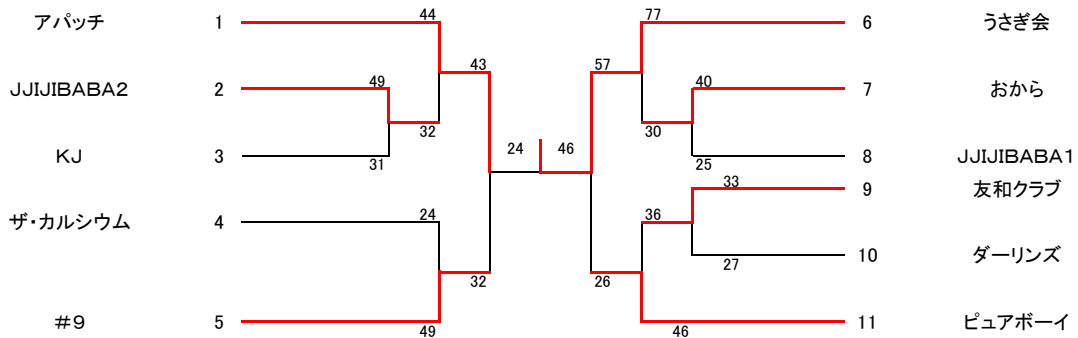 アパッチ 1 44 77 6 うさぎ会
43 57
JJIJIBABA2 2 49 40 7 おから
32 30
24 46
KJ 3 31 25 8 JJIJIBABA1
33 9 友和クラブ
ザ・カルシウム 4 24 36
27 10 ダーリンズ
32 26
#9 5 49 46 11 ピュアボーイ